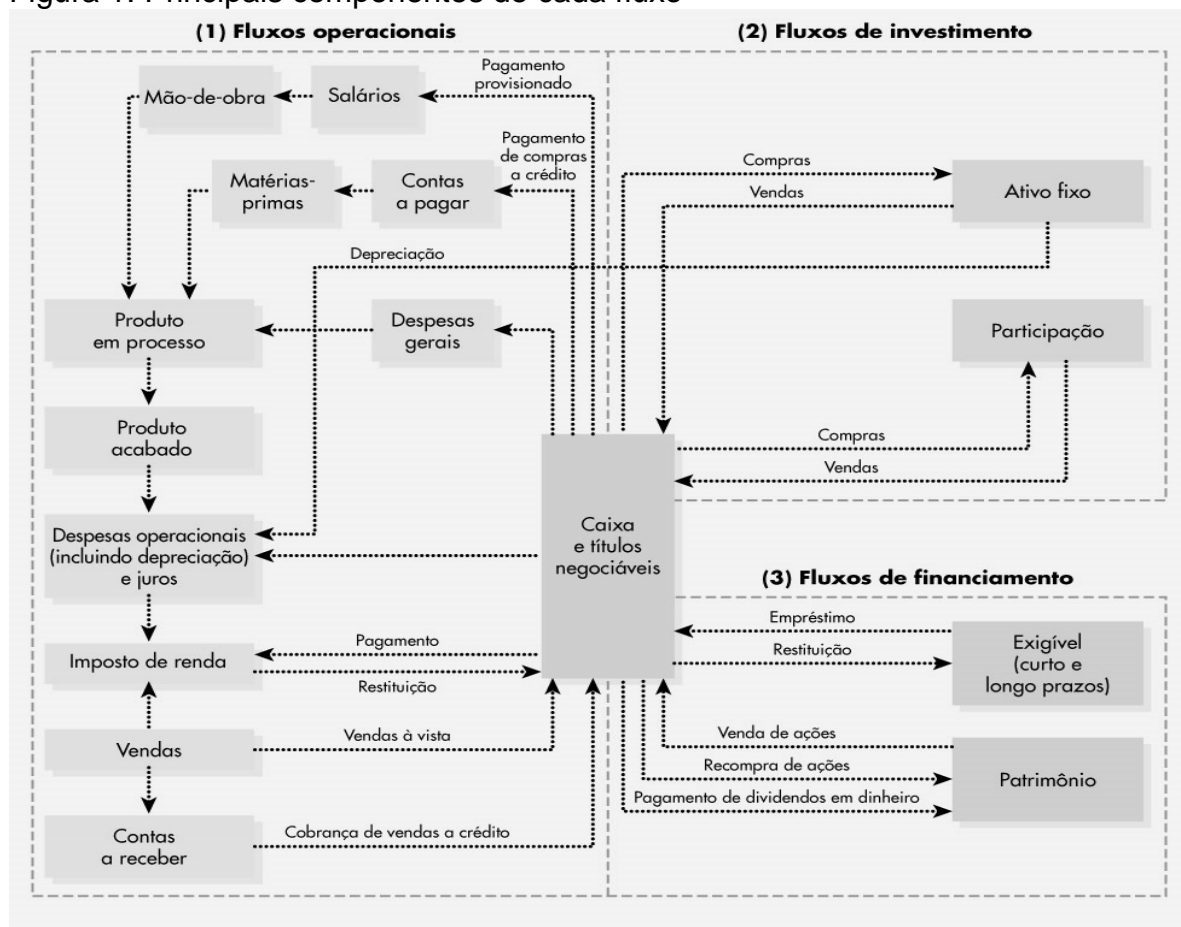 Figura 1: Principais componentes de cada fluxo
(1) Fluxos operacionais
(2) Fluxos de investimento
Pagamento
provisionado
Mão-de-obra
Salários
Pagamento
de compras
a crédito
Matérias-
primas
Contas
a pagar
Compras
Vendas
Ativo fixo
Depreciação
Produto
em processo
Despesas
gerais
Participação
Produto
acabado
Compras
Vendas
Despesas operacionais
(incluindo depreciação)
e juros
Caixa
e títulos
negociáveis
(3) Fluxos de financiamento
Empréstimo
Restituição
Exigível
(curto e
longo prazos)
Imposto de renda
Pagamento
Restituição
Vendas
Vendas à vista
Venda de ações
Recompra de ações
Pagamento de dividendos em dinheiro
Patrimônio
Contas
a receber
Cobrança de vendas a crédito